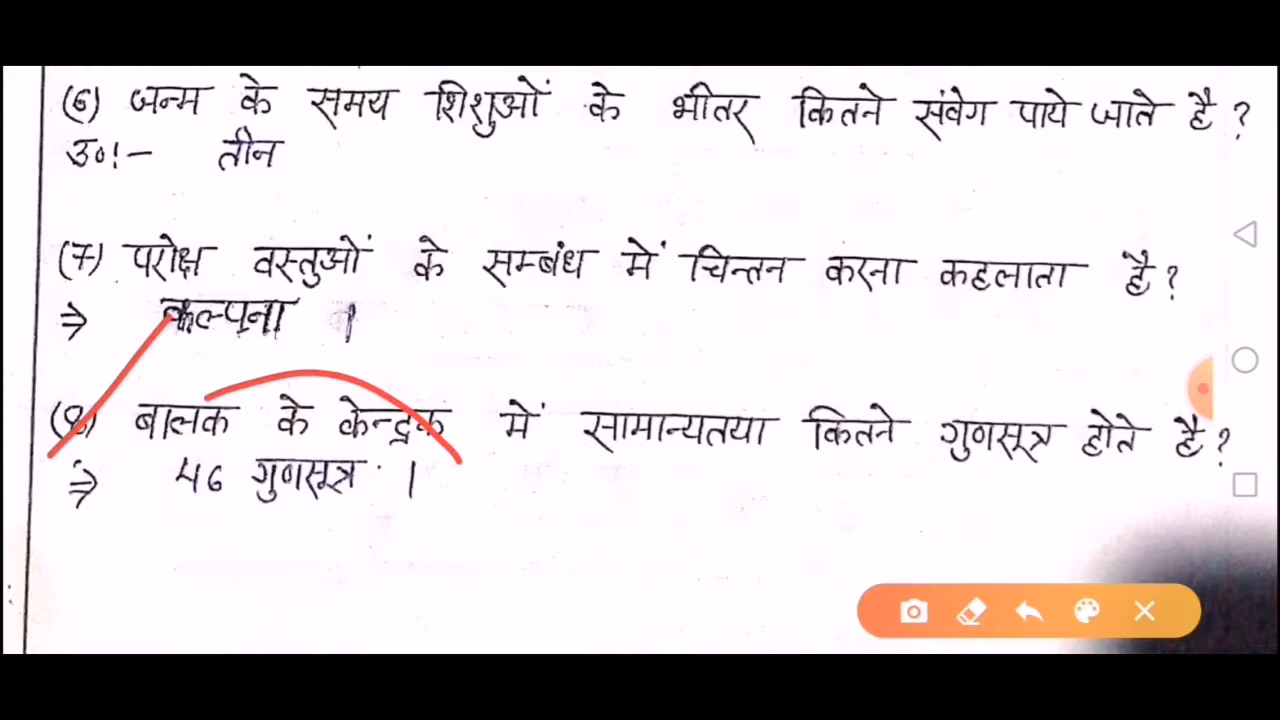 (6) जन्म के समय शिशुओं के भीतर कितने संवेग पाये जाते है ?
उ०!- तीन
(7) परोक्ष वस्तुओं के सम्बंध में चिन्तन करना कहलाता है ?
⇒ कल्पना ।
(8) बालक के केन्द्रक में सामान्यतया कितने गुणसूत्र होते है ?
⇒ 46 गुणसूत्र ।